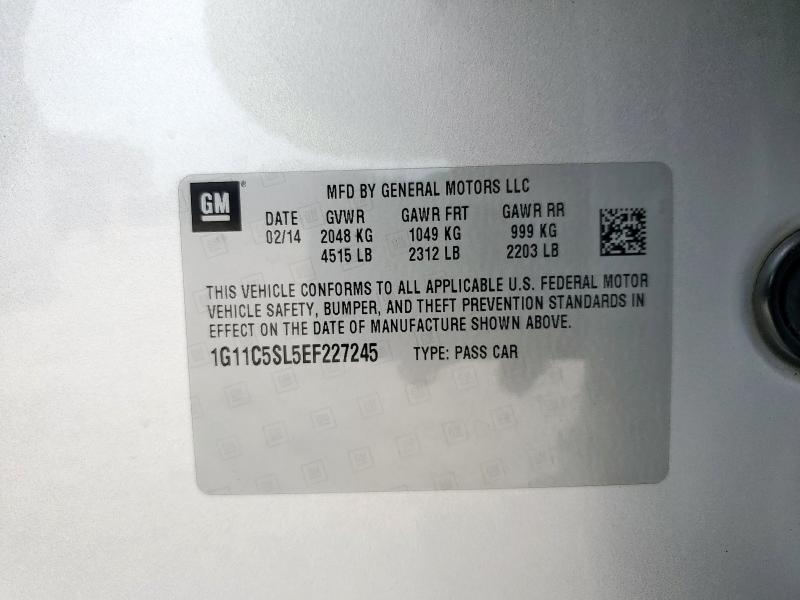 GM®
MFD BY GENERAL MOTORS LLC
DATE GVWR GAWR FRT GAWR RR
02/14 2048 KG 1049 KG 999 KG
4515 LB 2312 LB 2203 LB
THIS VEHICLE CONFORMS TO ALL APPLICABLE U.S. FEDERAL MOTOR
VEHICLE SAFETY, BUMPER, AND THEFT PREVENTION STANDARDS IN
EFFECT ON THE DATE OF MANUFACTURE SHOWN ABOVE.
1G11C5SL5EF227245 TYPE: PASS CAR